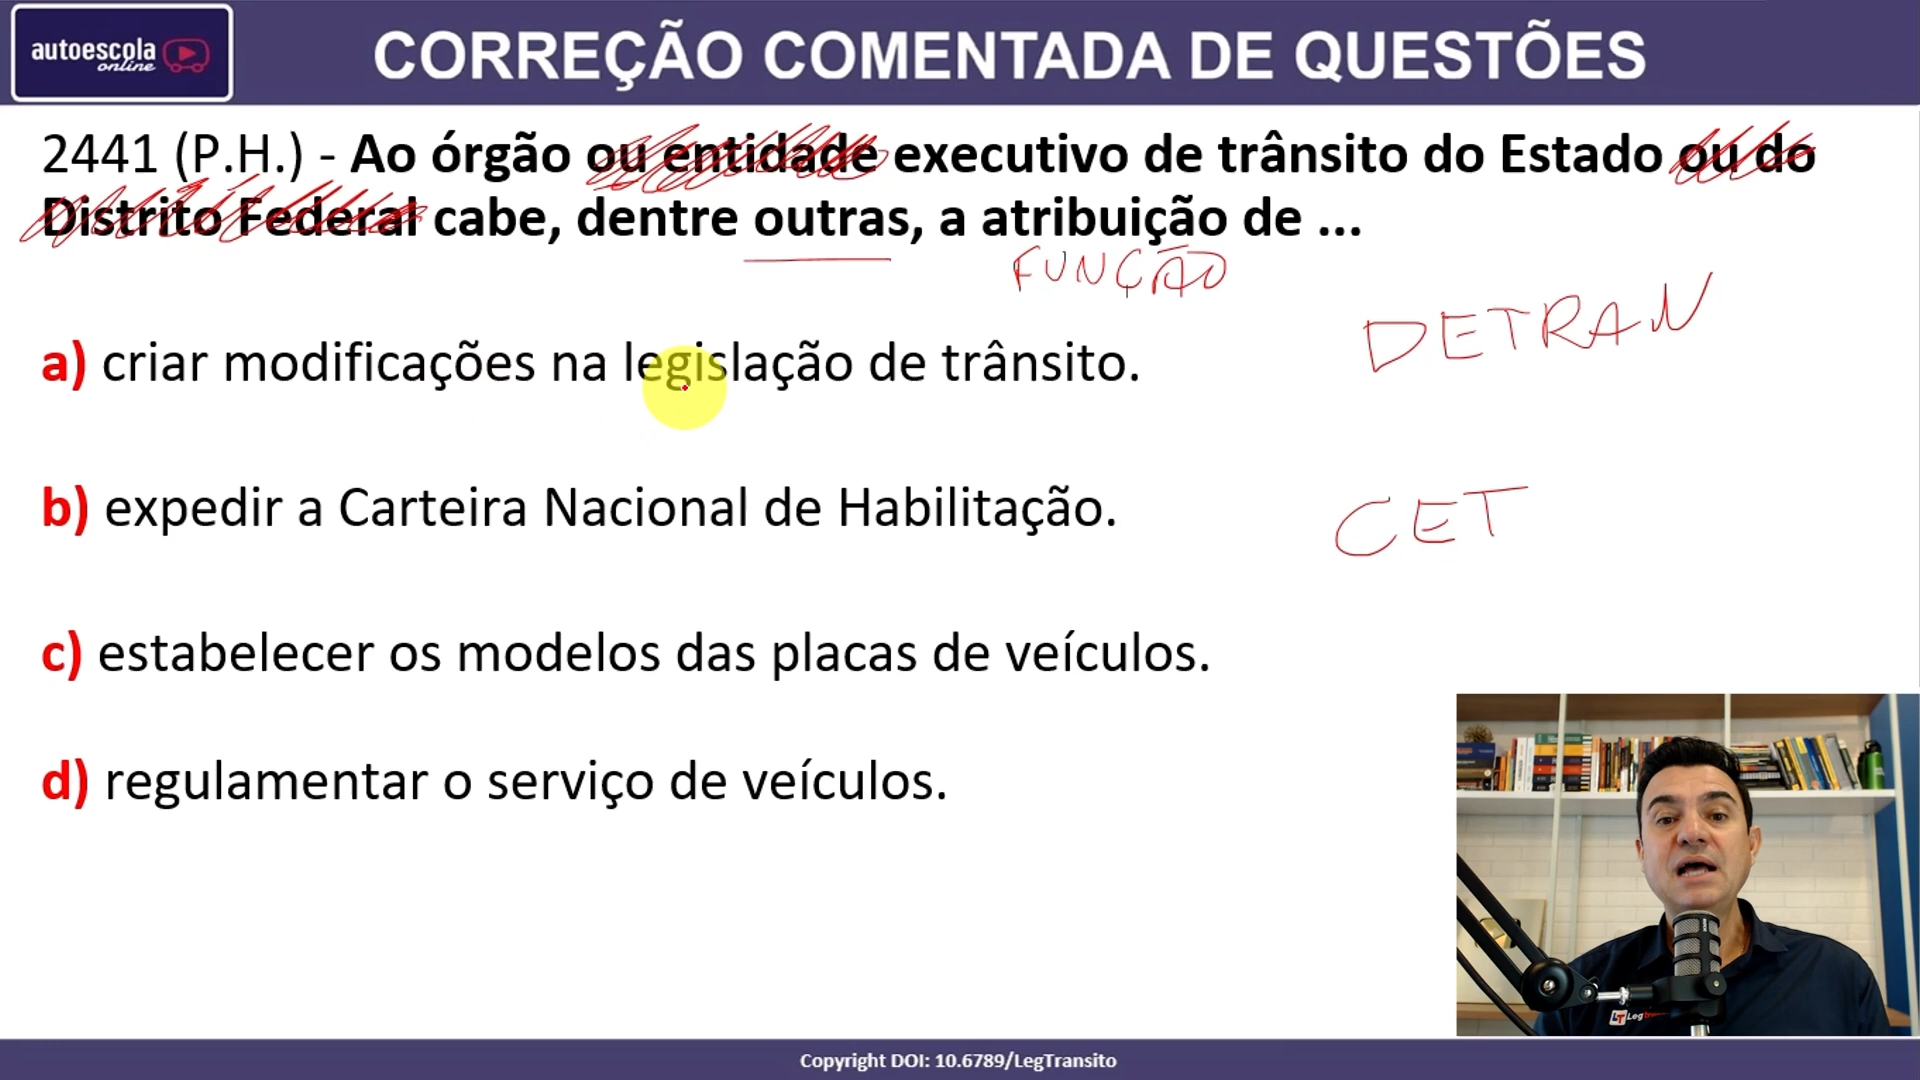 autoescola
online
CORREÇÃO COMENTADA DE QUESTÕES
2441 (P.H.) - Ao órgão ou entidade executivo de trânsito do Estado ou do
Distrito Federal cabe, dentre outras, a atribuição de ...
FUNÇÃO
DETRAN
a) criar modificações na legislação de trânsito.
b) expedir a Carteira Nacional de Habilitação.
CET
c) estabelecer os modelos das placas de veículos.
d) regulamentar o serviço de veículos.
LT Leg
Copyright DOI: 10.6789/LegTransito